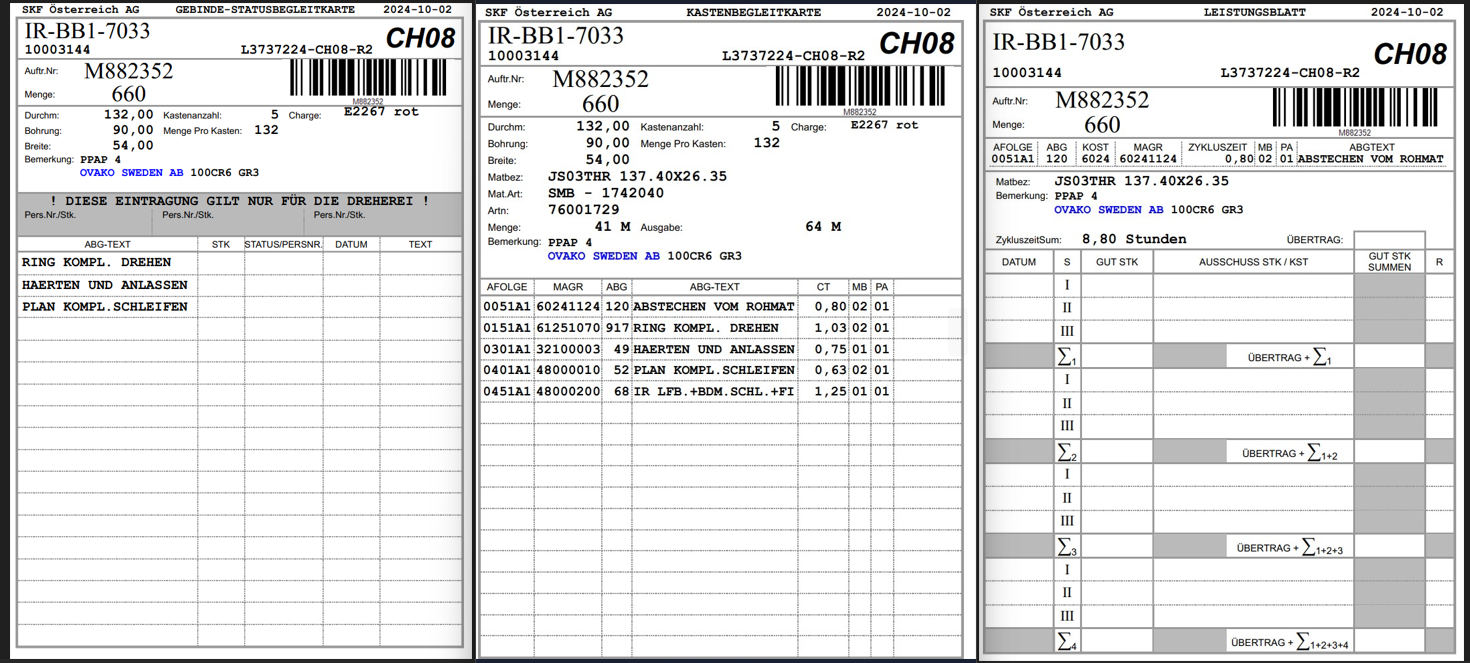 SKF Österreich AG GEBINDE-STATUSBEGLEITKARTE 2024-10-02
IR-BB1-7033
CH08
10003144 L3737224-CH08-R2
Auftr.Nr: M882352
Menge: 660
M882352
Durchm: 132,00 Kastenanzahl: 5 Charge: E2267 rot
Bohrung: 90,00 Menge Pro Kasten: 132
Breite: 54,00
Bemerkung: PPAP 4
OVAKO SWEDEN AB 100CR6 GR3
! DIESE EINTRAGUNG GILT NUR FÜR DIE DREHEREI !
Pers.Nr./Stk. Pers.Nr./Stk. Pers.Nr./Stk.
ABG-TEXT STK STATUS/PERSNR. DATUM TEXT
RING KOMPL. DREHEN
HAERTEN UND ANLASSEN
PLAN KOMPL.SCHLEIFEN
SKF Österreich AG KASTENBEGLEITKARTE 2024-10-02
IR-BB1-7033
CH08
10003144 L3737224-CH08-R2
Auftr.Nr: M882352
Menge: 660
M882352
Durchm: 132,00 Kastenanzahl: 5 Charge: E2267 rot
Bohrung: 90,00 Menge Pro Kasten: 132
Breite: 54,00
Matbez: JS03THR 137.40X26.35
Mat.Art: SMB - 1742040
Artn: 76001729
Menge: 41 M Ausgabe: 64 M
Bemerkung: PPAP 4
OVAKO SWEDEN AB 100CR6 GR3
AFOLGE MAGR ABG ABG-TEXT CT MB PA
0051A1 60241124 120 ABSTECHEN VOM ROHMAT 0,80 02 01
0151A1 61251070 917 RING KOMPL. DREHEN 1,03 02 01
0301A1 32100003 49 HAERTEN UND ANLASSEN 0,75 01 01
0401A1 48000010 52 PLAN KOMPL.SCHLEIFEN 0,63 02 01
0451A1 48000200 68 IR LFB.+BDM.SCHL.+FI 1,25 01 01
SKF Österreich AG LEISTUNGSBLATT 2024-10-02
IR-BB1-7033
CH08
10003144 L3737224-CH08-R2
Auftr.Nr: M882352
Menge: 660
M882352
AFOLGE ABG KOST MAGR ZYKLUSZEIT MB PA ABGTEXT
0051A1 120 6024 60241124 0,80 02 01 ABSTECHEN VOM ROHMAT
Matbez: JS03THR 137.40X26.35
Bemerkung: PPAP 4
OVAKO SWEDEN AB 100CR6 GR3
ZykluszeitSum: 8,80 Stunden ÜBERTRAG:
DATUM S GUT STK AUSSCHUSS STK / KST GUT STK SUMMEN R
I
II
III
∑1 ÜBERTRAG + ∑1
I
II
III
∑2 ÜBERTRAG + ∑1+2
I
II
III
∑3 ÜBERTRAG + ∑1+2+3
I
II
III
∑4 ÜBERTRAG + ∑1+2+3+4